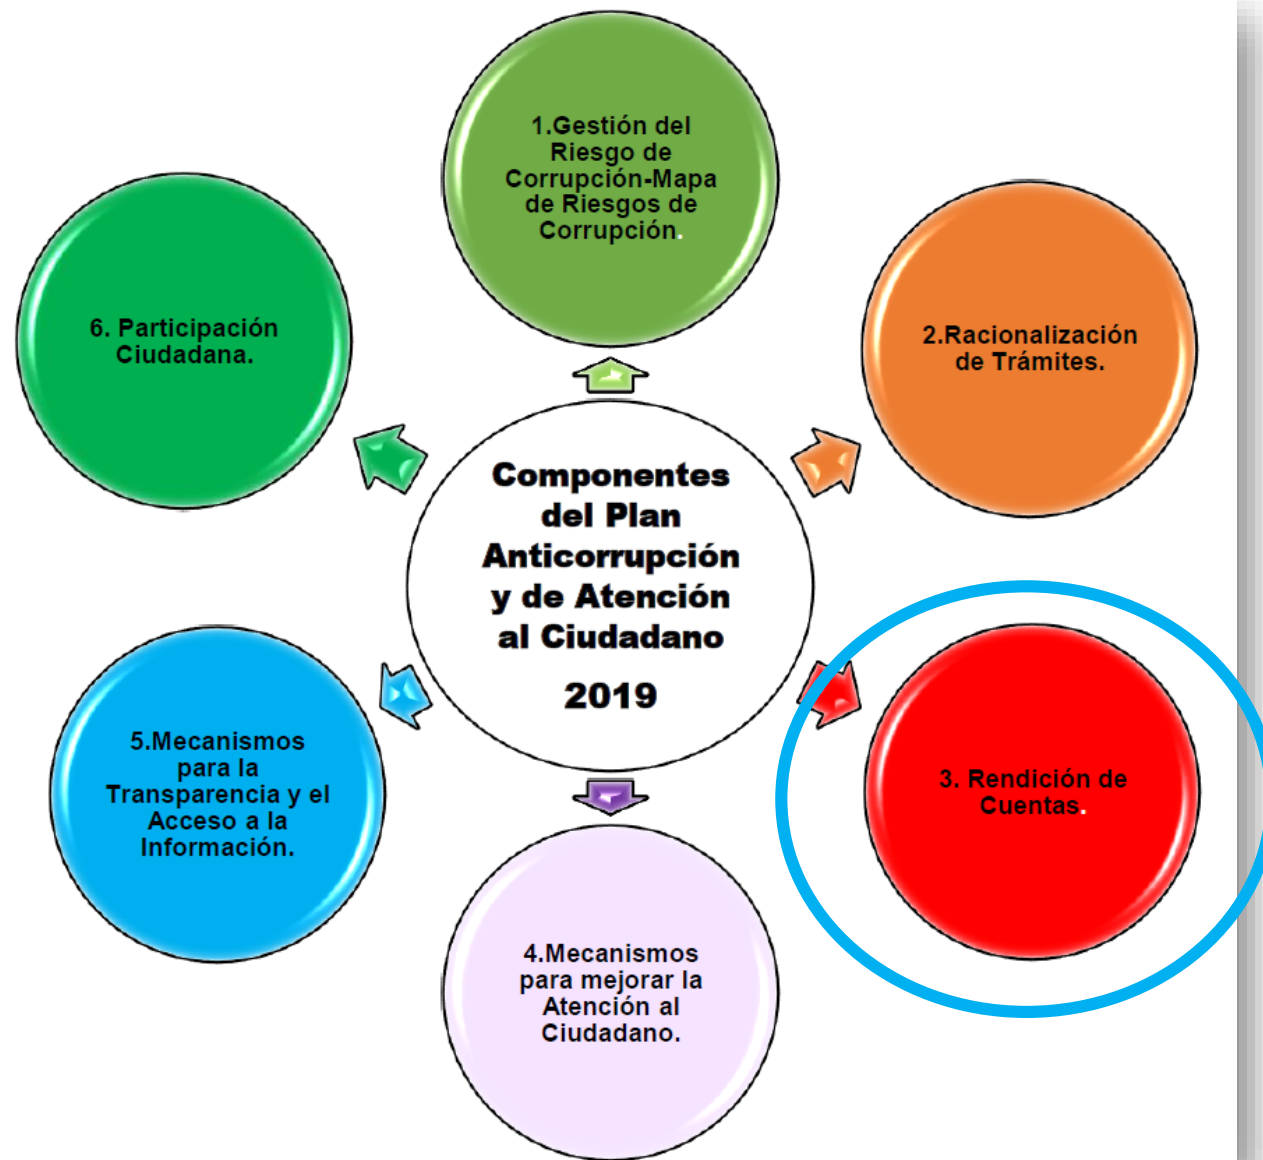 1.Gestión del
Riesgo de
Corrupción-Mapa
de Riesgos de
Corrupción.
6. Participación
Ciudadana.
2.Racionalización
de Trámites.
Componentes
del Plan
Anticorrupción
y de Atención
al Ciudadano
2019
5.Mecanismos
para la
Transparencia y el
Acceso a la
Información.
3. Rendición de
Cuentas.
4.Mecanismos
para mejorar la
Atención al
Ciudadano.